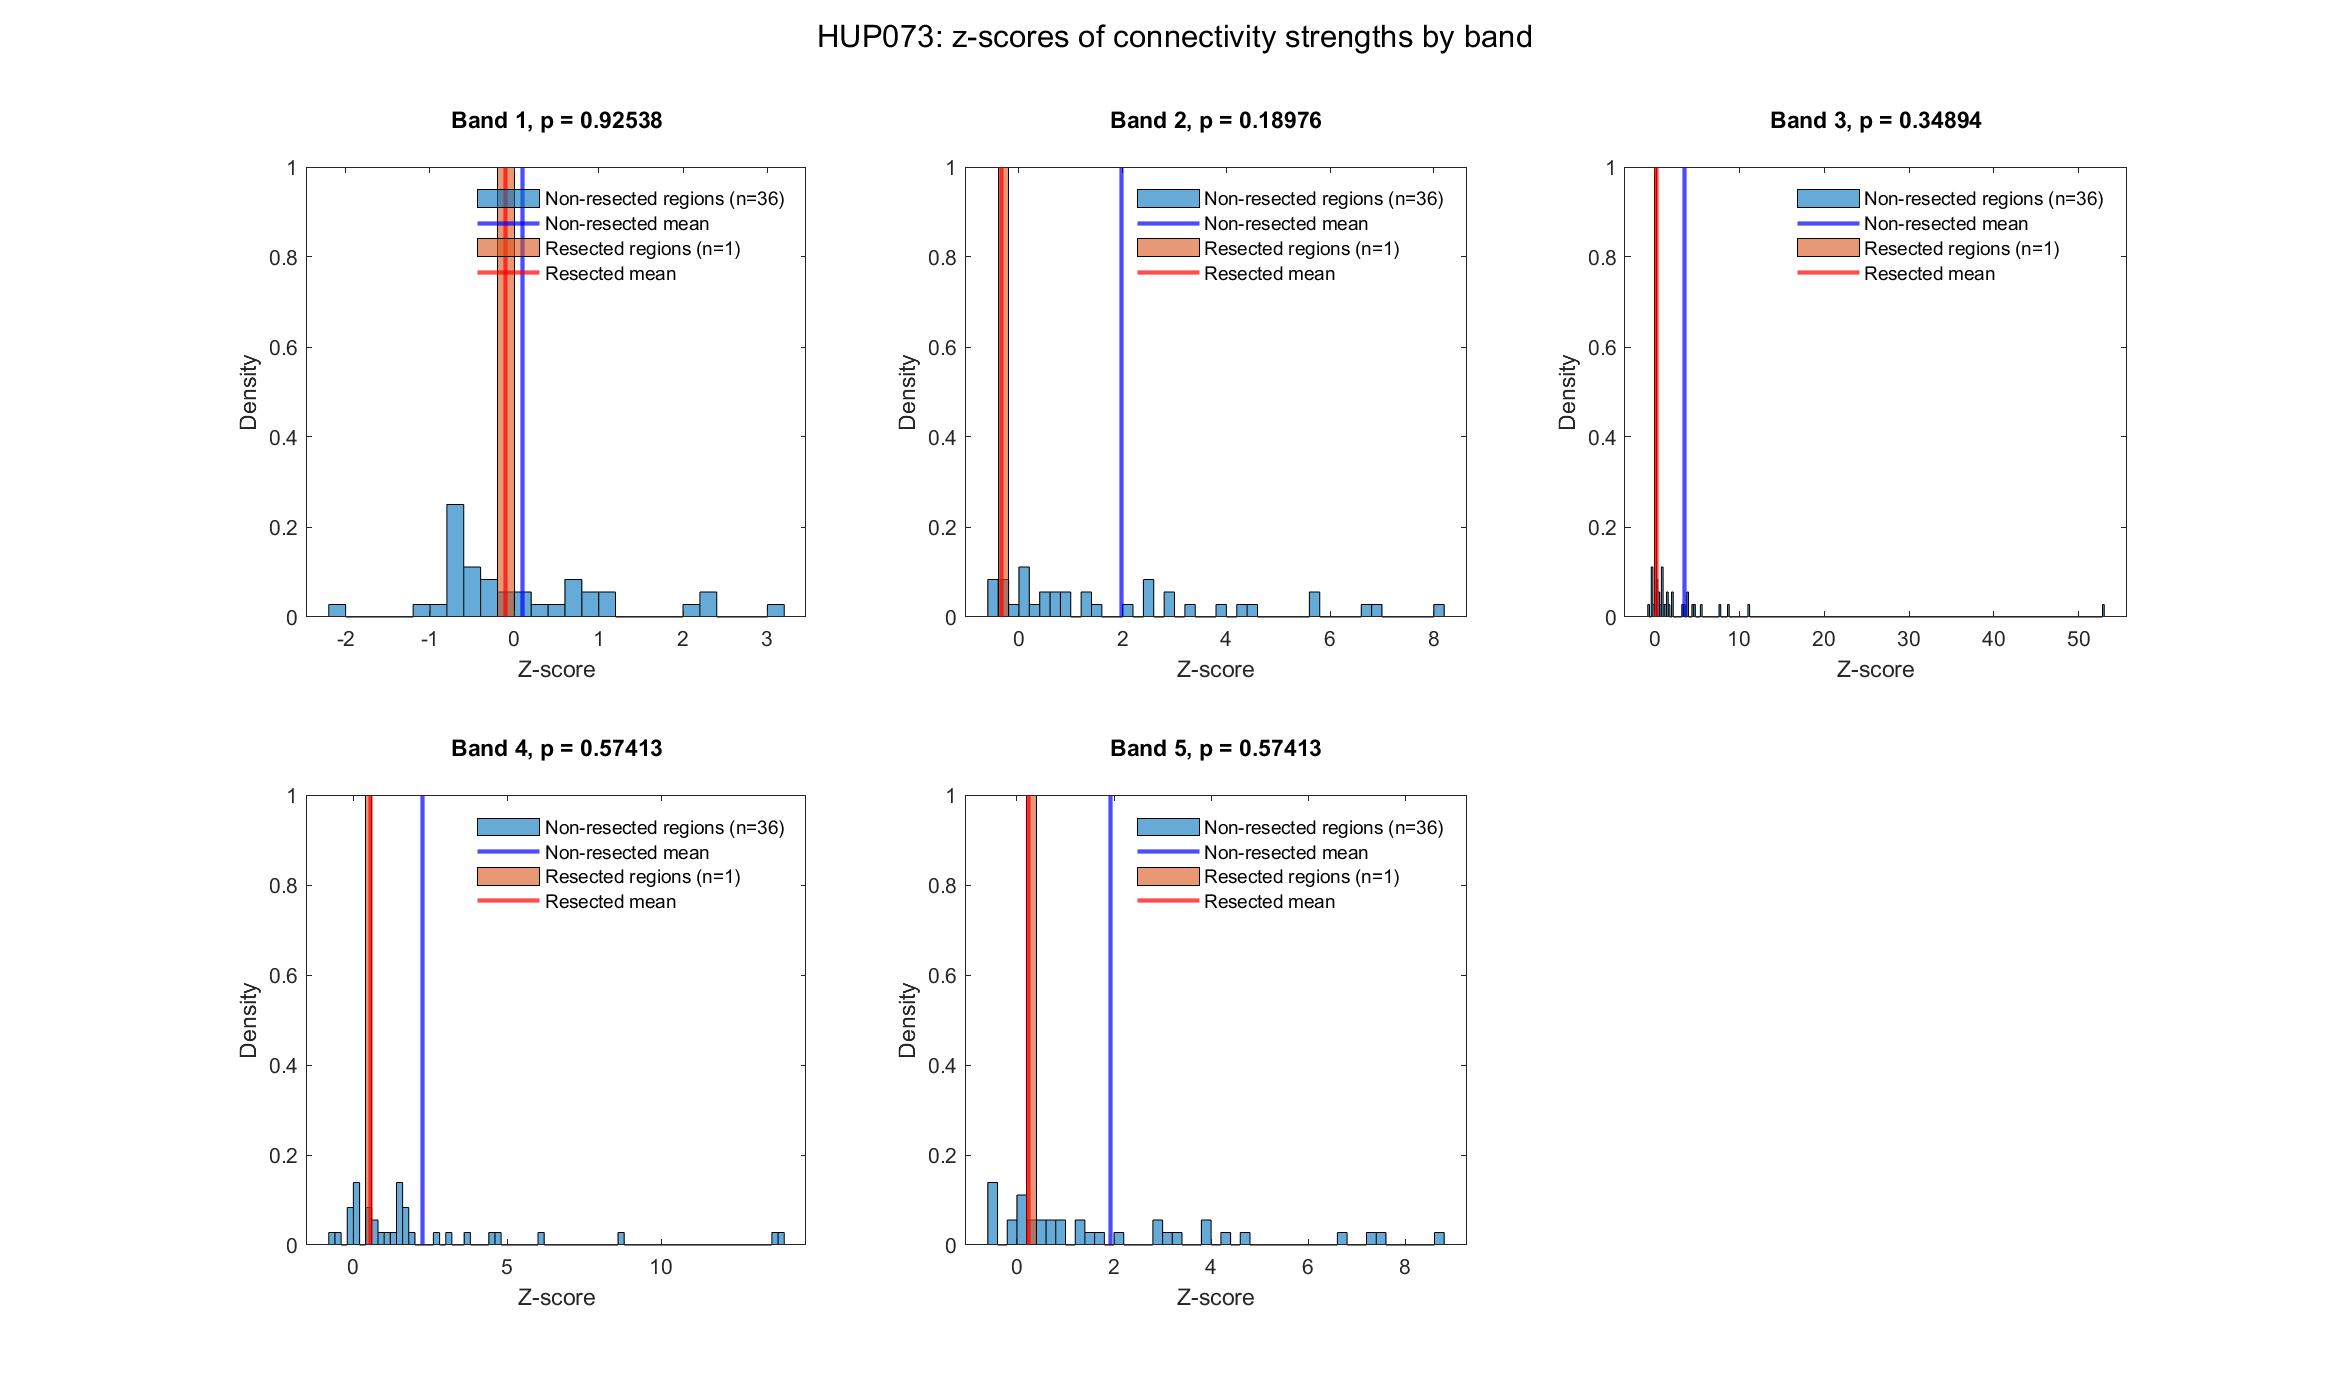 HUP073: z-scores of connectivity strengths by band
Band 1, p = 0.92538
1
0.8
0.6
0.4
0.2
0
Density
-2 -1 0 1 2 3
Z-score
Non-resected regions (n=36)
Non-resected mean
Resected regions (n=1)
Resected mean
Band 2, p = 0.18976
1
0.8
0.6
0.4
0.2
0
Density
0 2 4 6 8
Z-score
Non-resected regions (n=36)
Non-resected mean
Resected regions (n=1)
Resected mean
Band 3, p = 0.34894
1
0.8
0.6
0.4
0.2
0
Density
0 10 20 30 40 50
Z-score
Non-resected regions (n=36)
Non-resected mean
Resected regions (n=1)
Resected mean
Band 4, p = 0.57413
1
0.8
0.6
0.4
0.2
0
Density
0 5 10
Z-score
Non-resected regions (n=36)
Non-resected mean
Resected regions (n=1)
Resected mean
Band 5, p = 0.57413
1
0.8
0.6
0.4
0.2
0
Density
0 2 4 6 8
Z-score
Non-resected regions (n=36)
Non-resected mean
Resected regions (n=1)
Resected mean